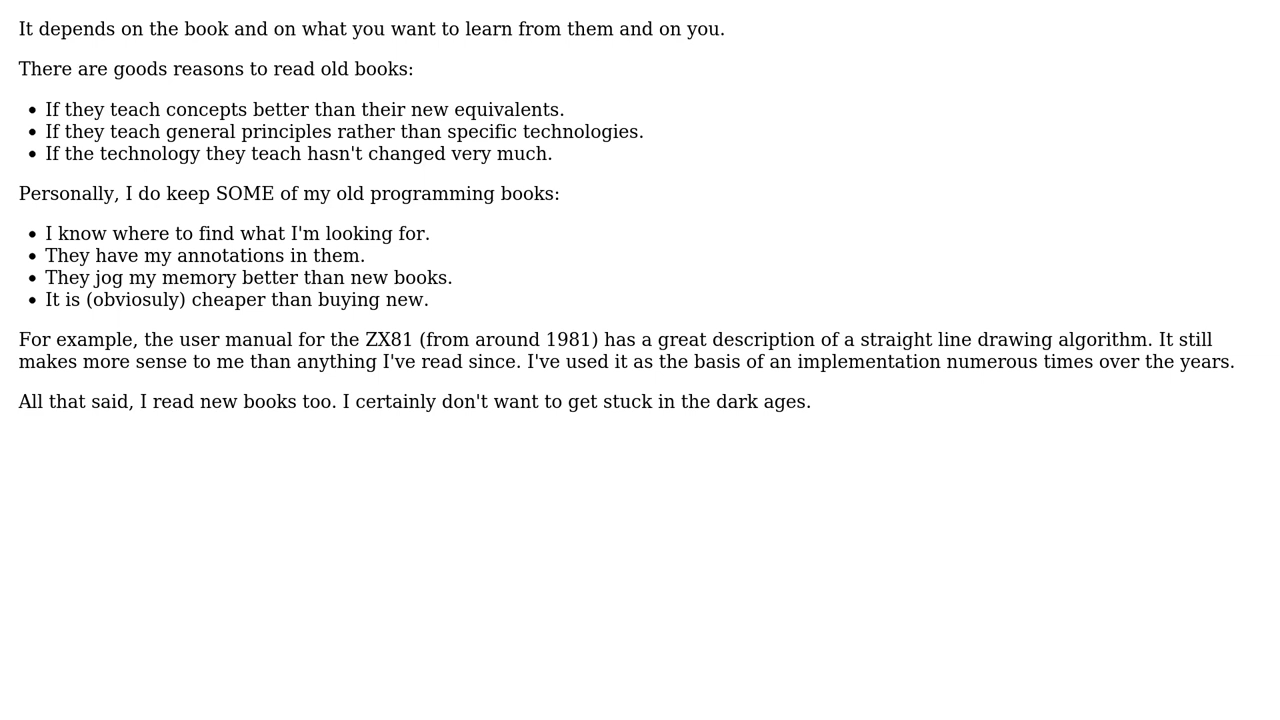 It depends on the book and on what you want to learn from them and on you.
There are goods reasons to read old books:
• If they teach concepts better than their new equivalents.
• If they teach general principles rather than specific technologies.
• If the technology they teach hasn't changed very much.
Personally, I do keep SOME of my old programming books:
• I know where to find what I'm looking for.
• They have my annotations in them.
• They jog my memory better than new books.
• It is (obviosuly) cheaper than buying new.
For example, the user manual for the ZX81 (from around 1981) has a great description of a straight line drawing algorithm. It still
makes more sense to me than anything I've read since. I've used it as the basis of an implementation numerous times over the years.
All that said, I read new books too. I certainly don't want to get stuck in the dark ages.